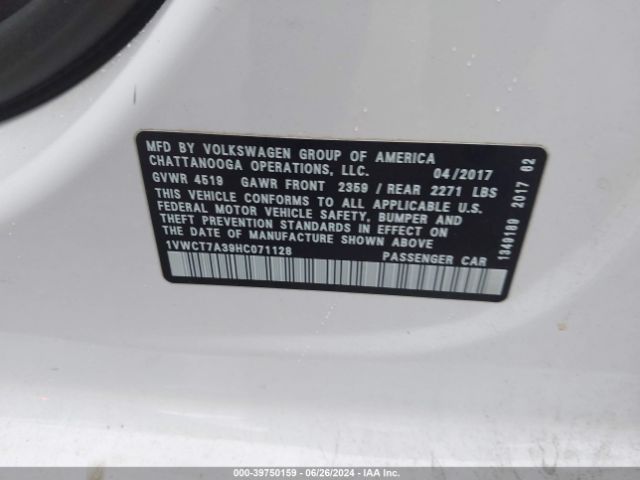 MFD BY VOLKSWAGEN GROUP OF AMERICA
CHATTANOOGA OPERATIONS, LLC. 04/2017
GVWR 4519 GAWR FRONT 2359 / REAR 2271 LBS
THIS VEHICLE CONFORMS TO ALL APPLICABLE U.S.
FEDERAL MOTOR VEHICLE SAFETY, BUMPER AND
THEFT PREVENTION STANDARDS IN EFFECT ON
THE DATE OF MANUFACTURE SHOWN ABOVE
1VWCT7A39HC071128 PASSENGER CAR
1349189 2017 62
000-39750159 - 06/26/2024 - IAA Inc.